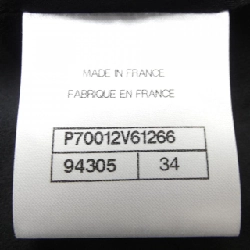 MADE IN FRANCE
FABRIQUE EN FRANCE
P70012V61266
94305 34